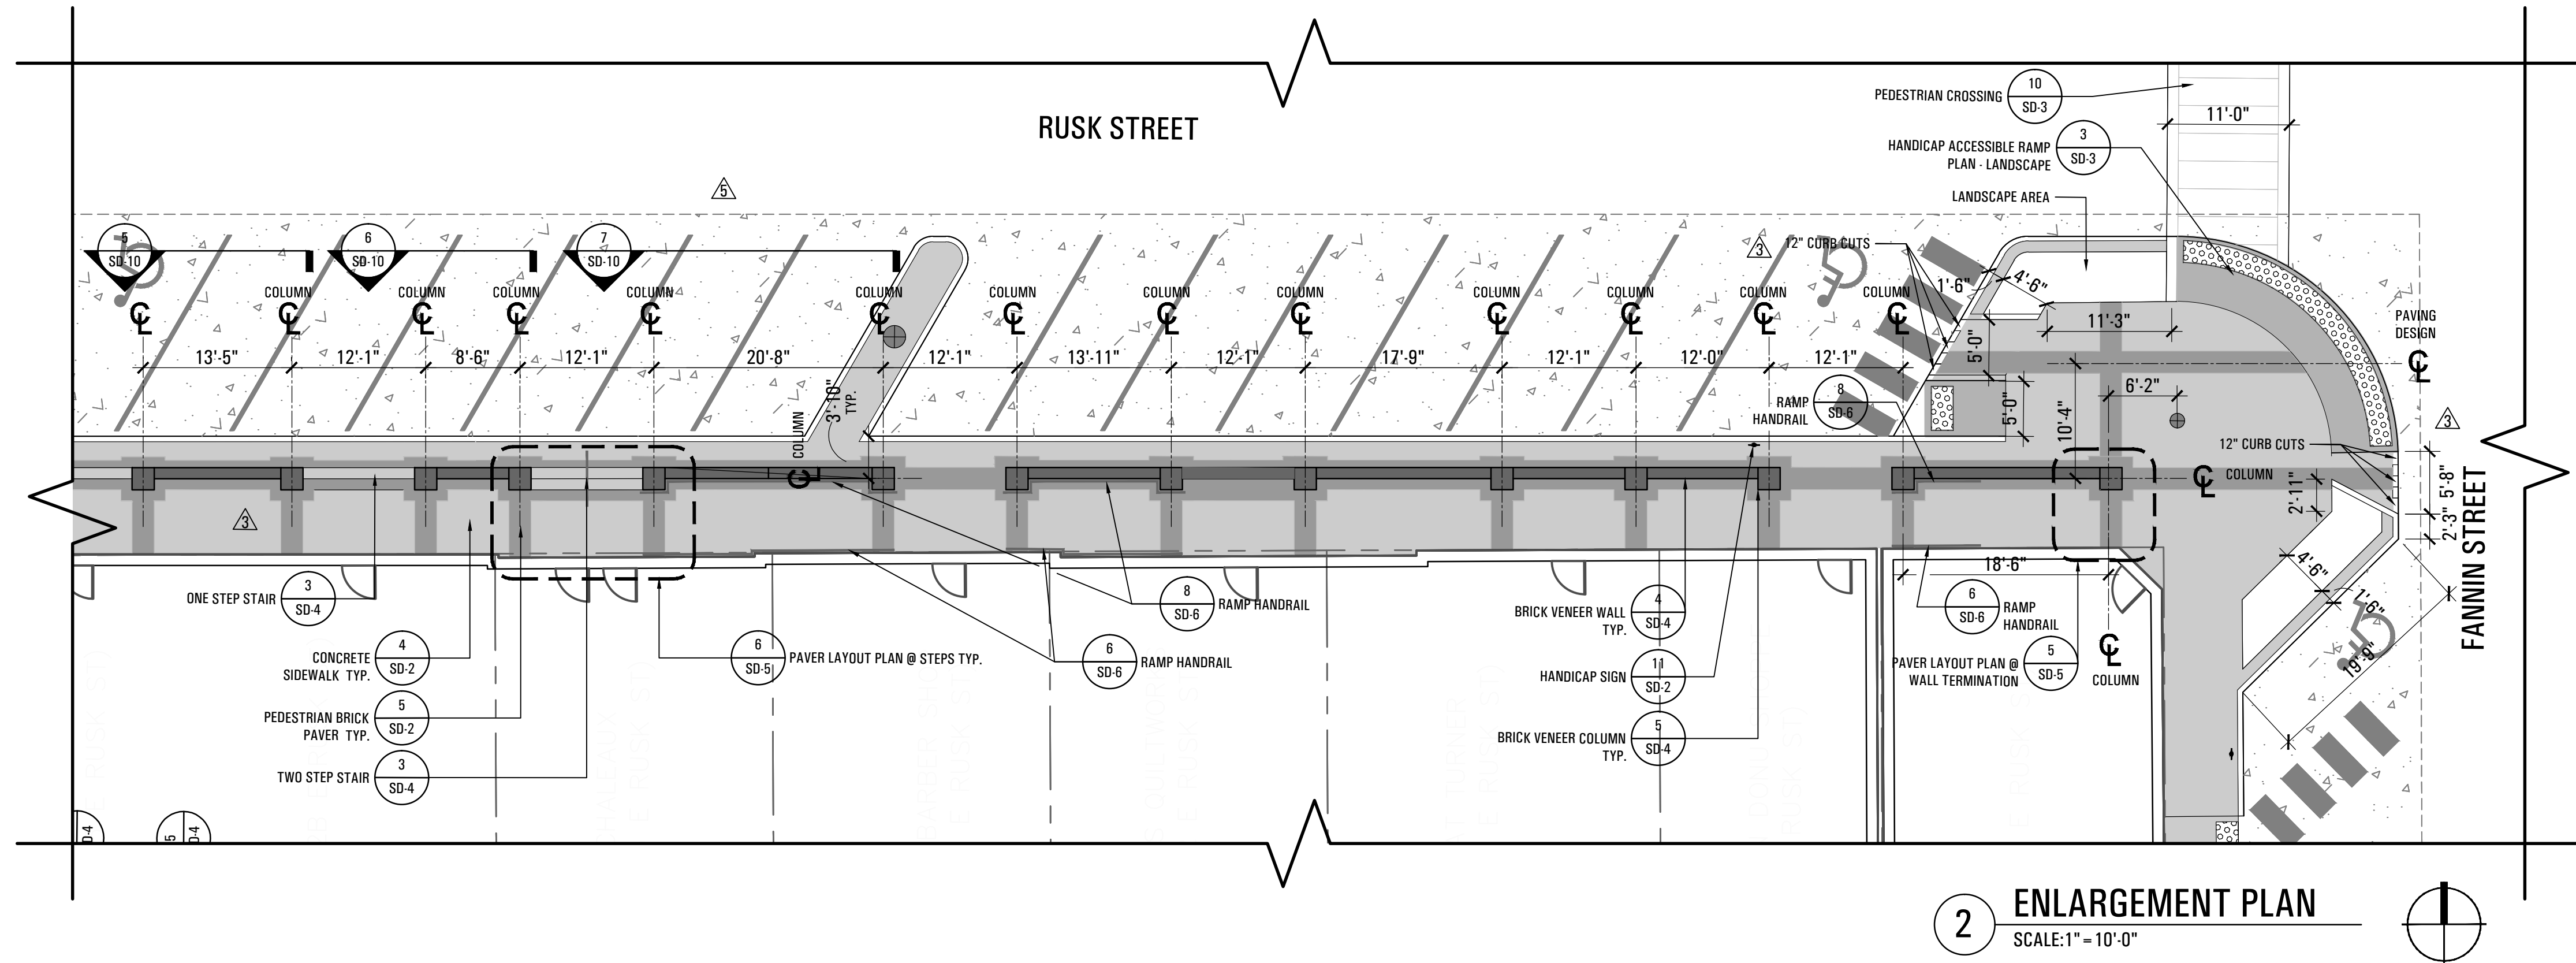 RUSK STREET
10
SD-3
PEDESTRIAN CROSSING
11'-0"
3
SD-3
HANDICAP ACCESSIBLE RAMP
PLAN - LANDSCAPE
LANDSCAPE AREA
5
3
12" CURB CUTS
5
SD-10
6
SD-10
7
SD-10
COLUMN
COLUMN
COLUMN
COLUMN
COLUMN
COLUMN
COLUMN
COLUMN
COLUMN
COLUMN
COLUMN
COLUMN
1'-6"
4'-6"
11'-3"
PAVING
DESIGN
13'-5"
12'-1"
8'-6"
12'-1"
20'-8"
12'-1"
13'-11"
12'-1"
17'-9"
12'-1"
12'-0"
12'-1"
5'-0"
5'-0"
6'-2"
10'-4"
3'-10"
TYP.
COLUMN
8
SD-6
RAMP
HANDRAIL
3
12" CURB CUTS
COLUMN
2'-11"
5'-8"
2'-3"
FANNIN STREET
3
18'-6"
4'-6"
1'-6"
19'-9"
ONE STEP STAIR
3
SD-4
CONCRETE
SIDEWALK TYP.
4
SD-2
PEDESTRIAN BRICK
PAVER TYP.
5
SD-2
TWO STEP STAIR
3
SD-4
6
SD-5
PAVER LAYOUT PLAN @ STEPS TYP.
8
SD-6
RAMP HANDRAIL
6
SD-6
RAMP HANDRAIL
BRICK VENEER WALL
TYP.
4
SD-4
HANDICAP SIGN
11
SD-2
BRICK VENEER COLUMN
TYP.
5
SD-4
6
SD-6
RAMP
HANDRAIL
PAVER LAYOUT PLAN @
WALL TERMINATION
5
SD-5
COLUMN
D-4
5
D-4
2
ENLARGEMENT PLAN
SCALE:1" = 10'-0"